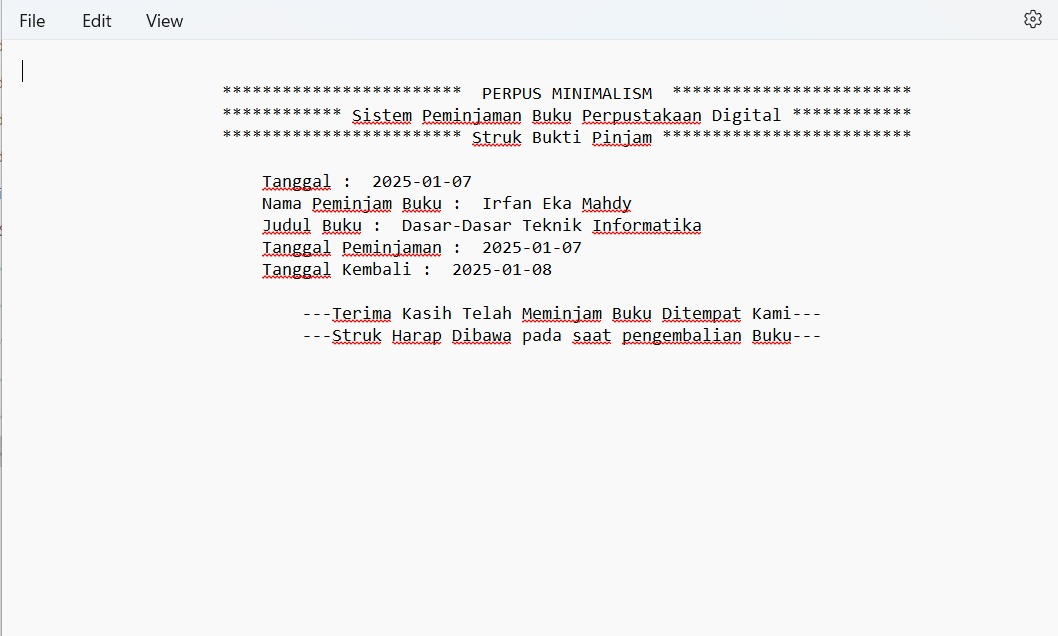 File Edit View
************************  PERPUS MINIMALISM  ************************
************ Sistem Peminjaman Buku Perpustakaan Digital ************
************************ Struk Bukti Pinjam *************************
Tanggal :  2025-01-07
Nama Peminjam Buku :  Irfan Eka Mahdy
Judul Buku :  Dasar-Dasar Teknik Informatika
Tanggal Peminjaman :  2025-01-07
Tanggal Kembali :  2025-01-08
---Terima Kasih Telah Meminjam Buku Ditempat Kami---
---Struk Harap Dibawa pada saat pengembalian Buku---